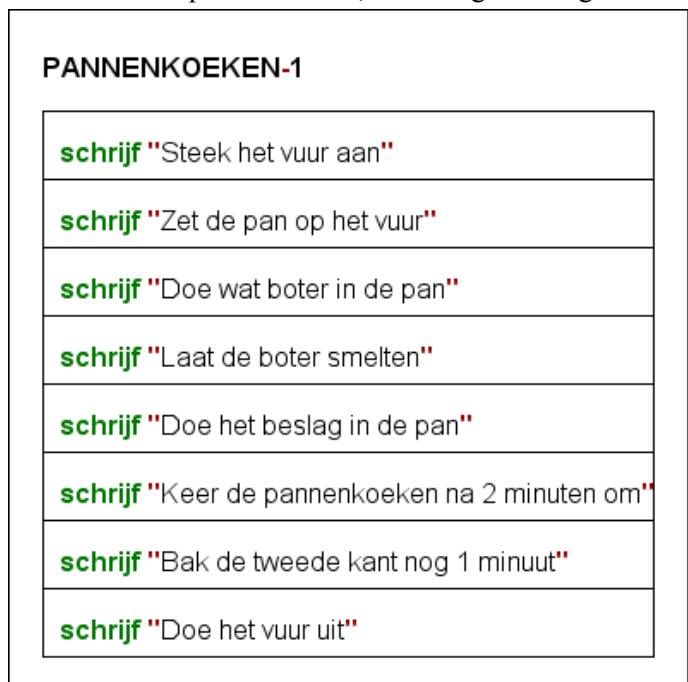 PANNENKOEKEN-1
schrijf "Steek het vuur aan"
schrijf "Zet de pan op het vuur"
schrijf "Doe wat boter in de pan"
schrijf "Laat de boter smelten"
schrijf "Doe het beslag in de pan"
schrijf "Keer de pannenkoeken na 2 minuten om"
schrijf "Bak de tweede kant nog 1 minuut"
schrijf "Doe het vuur uit"